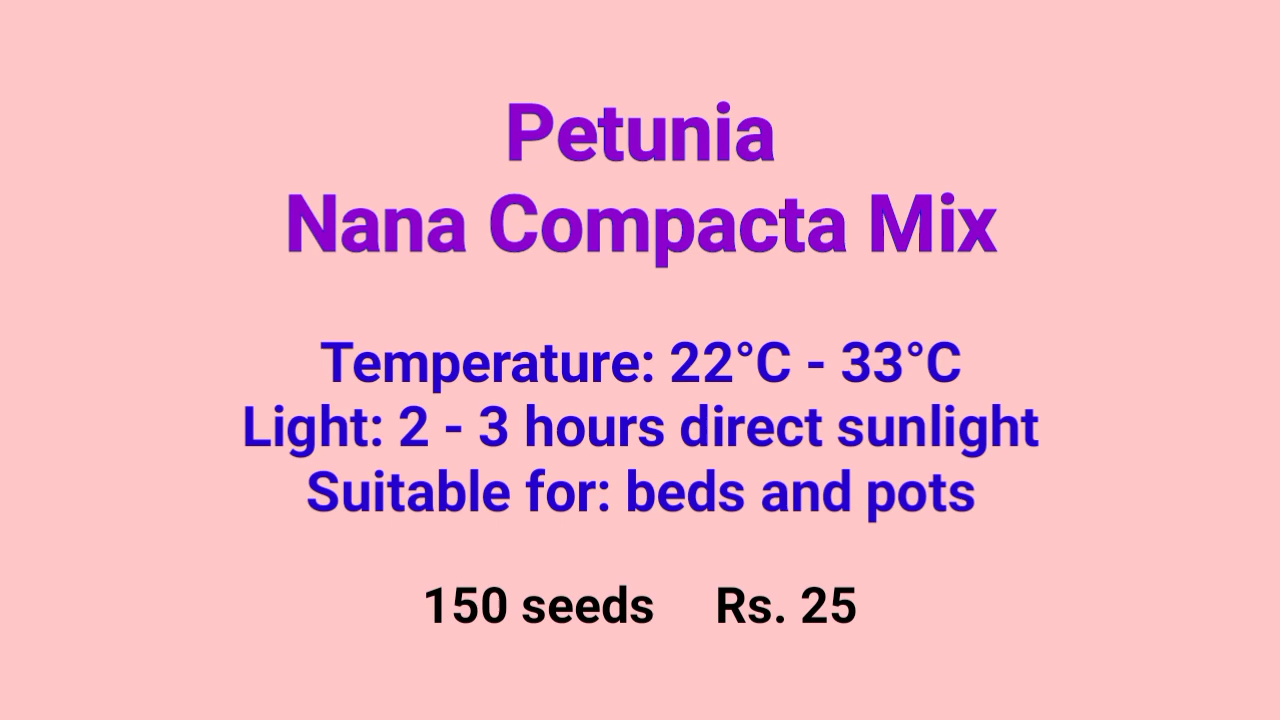 Petunia
Nana Compacta Mix
Temperature: 22°C - 33°C
Light: 2 - 3 hours direct sunlight
Suitable for: beds and pots
150 seeds Rs. 25